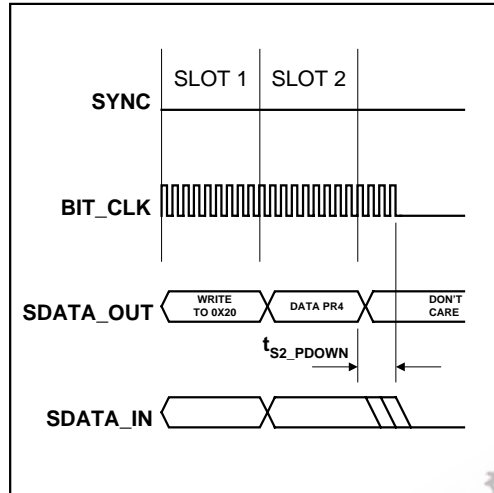 SLOT 1 SLOT 2
SYNC
BIT_CLK
SDATA_OUT
WRITE
TO 0X20
DATA PR4
DON'T
CARE
tS2_PDOWN
SDATA_IN